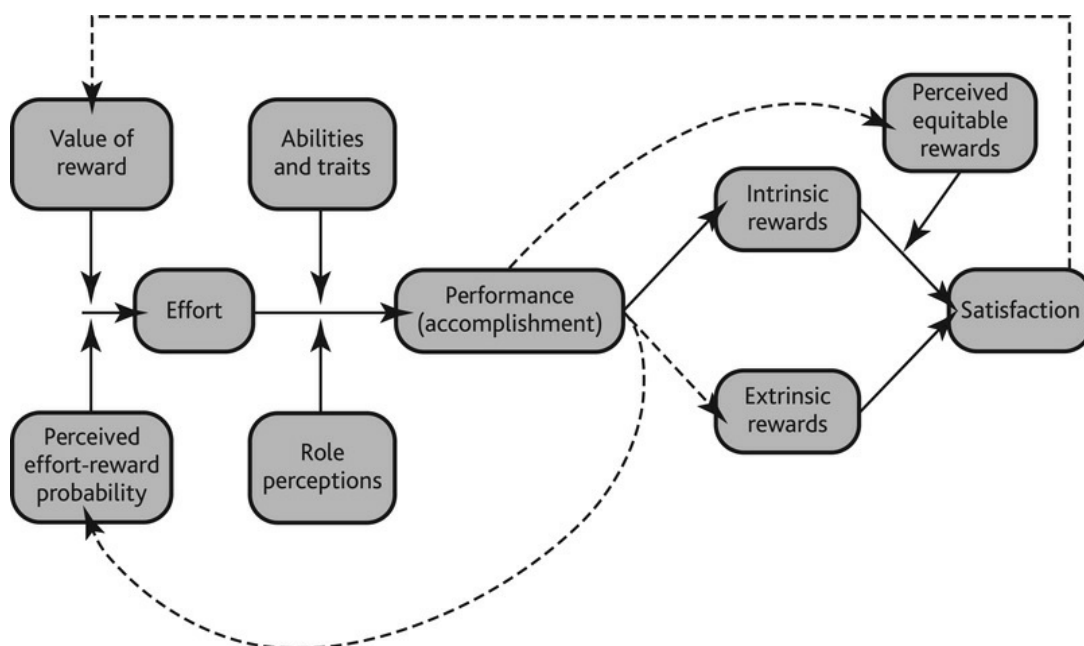 Value of
reward
Abilities
and traits
Perceived
equitable
rewards
Intrinsic
rewards
Effort
Performance
(accomplishment)
Satisfaction
Perceived
effort-reward
probability
Role
perceptions
Extrinsic
rewards